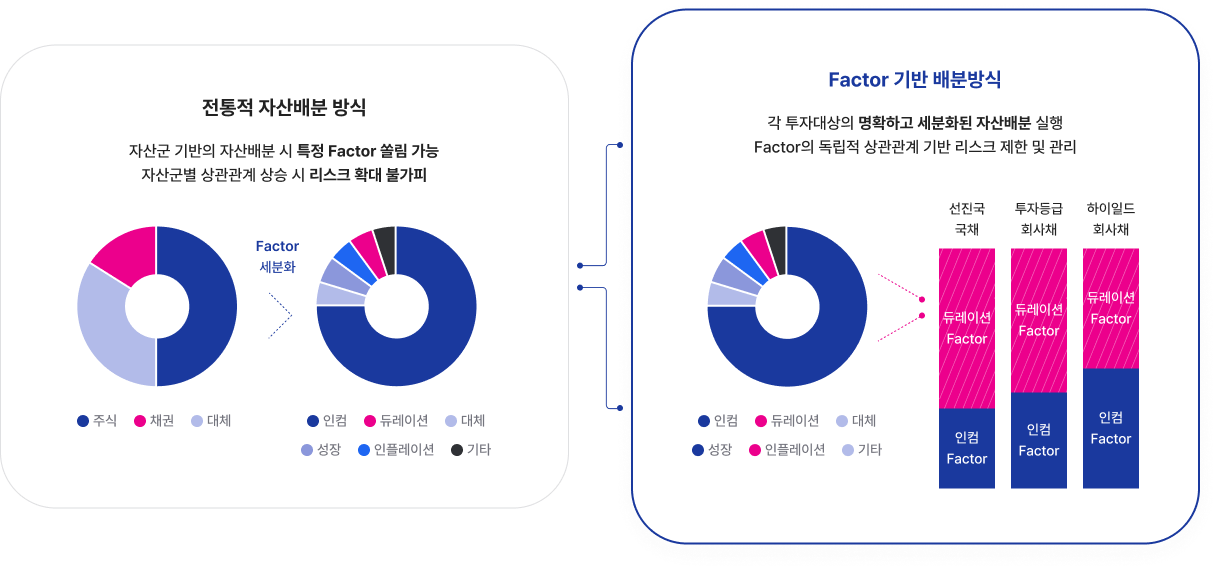 전통적 자산배분 방식
자산군 기반의 자산배분 시 특정 Factor 쏠림 가능
자산군별 상관관계 상승 시 리스크 확대 불가피
Factor
세분화
주식 채권 대체
인컴 듀레이션 대체
성장 인플레이션 기타
Factor 기반 배분방식
각 투자대상의 명확하고 세분화된 자산배분 실행
Factor의 독립적 상관관계 기반 리스크 제한 및 관리
인컴 듀레이션 대체
성장 인플레이션 기타
선진국
국채
듀레이션
Factor
인컴
Factor
투자등급
회사채
듀레이션
Factor
인컴
Factor
하이일드
회사채
듀레이션
Factor
인컴
Factor